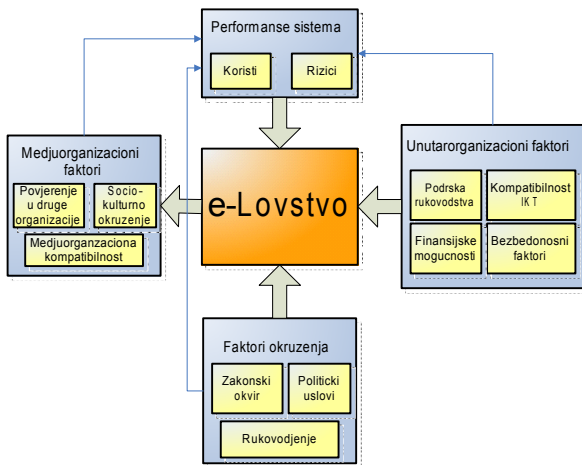 Performanse sistema
Koristi
Rizici
Medjuorganizacioni
faktori
Povjerenje
u druge
organizacije
Socio-
kulturno
okruzenje
Medjuorganzaciona
kompatibilnost
e-Lovstvo
Unutarorganizacioni faktori
Podrska
rukovodstva
Kompatibilnost
IKT
Finansijske
mogucnosti
Bezbedonosni
faktori
Faktori okruzenja
Zakonski
okvir
Politicki
uslovi
Rukovodjenje